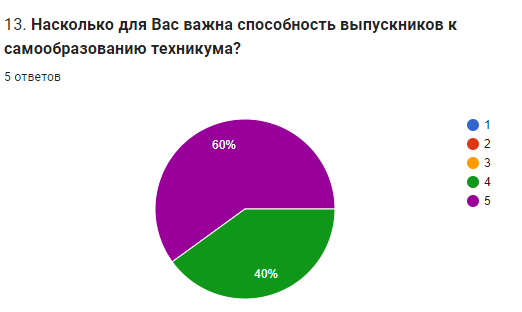 13. Насколько для Вас важна способность выпускников к
самообразованию техникума?
5 ответов
60%
40%
1
2
3
4
5